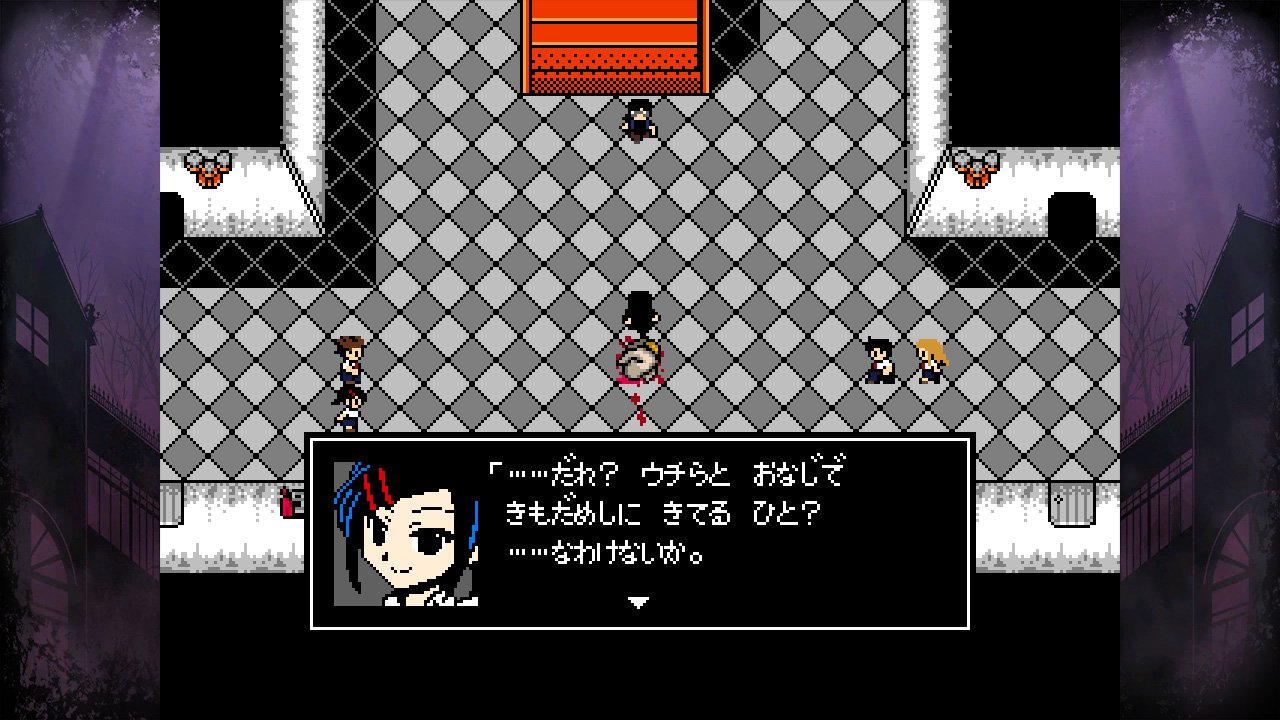 「……だれ？ ウチらと おなじで
きもだめしに きてる ひと？
……なわけないか。